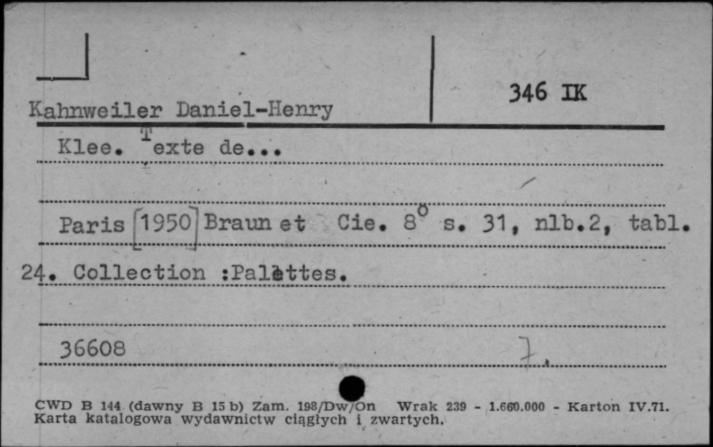 346 IK
Kahnweiler Daniel-Henry
Klee. Texte de...
Paris [1950] Braun et Cie. 8° s. 31, nlb.2, tabl.
24. Collection :Palettes.
36608 7.
CWD B 144 (dawny B 15 b) Zam. 198/Dw/On Wrak 239 - 1.660.000 - Karton IV.71.
Karta katalogowa wydawnictw ciągłych i zwartych.